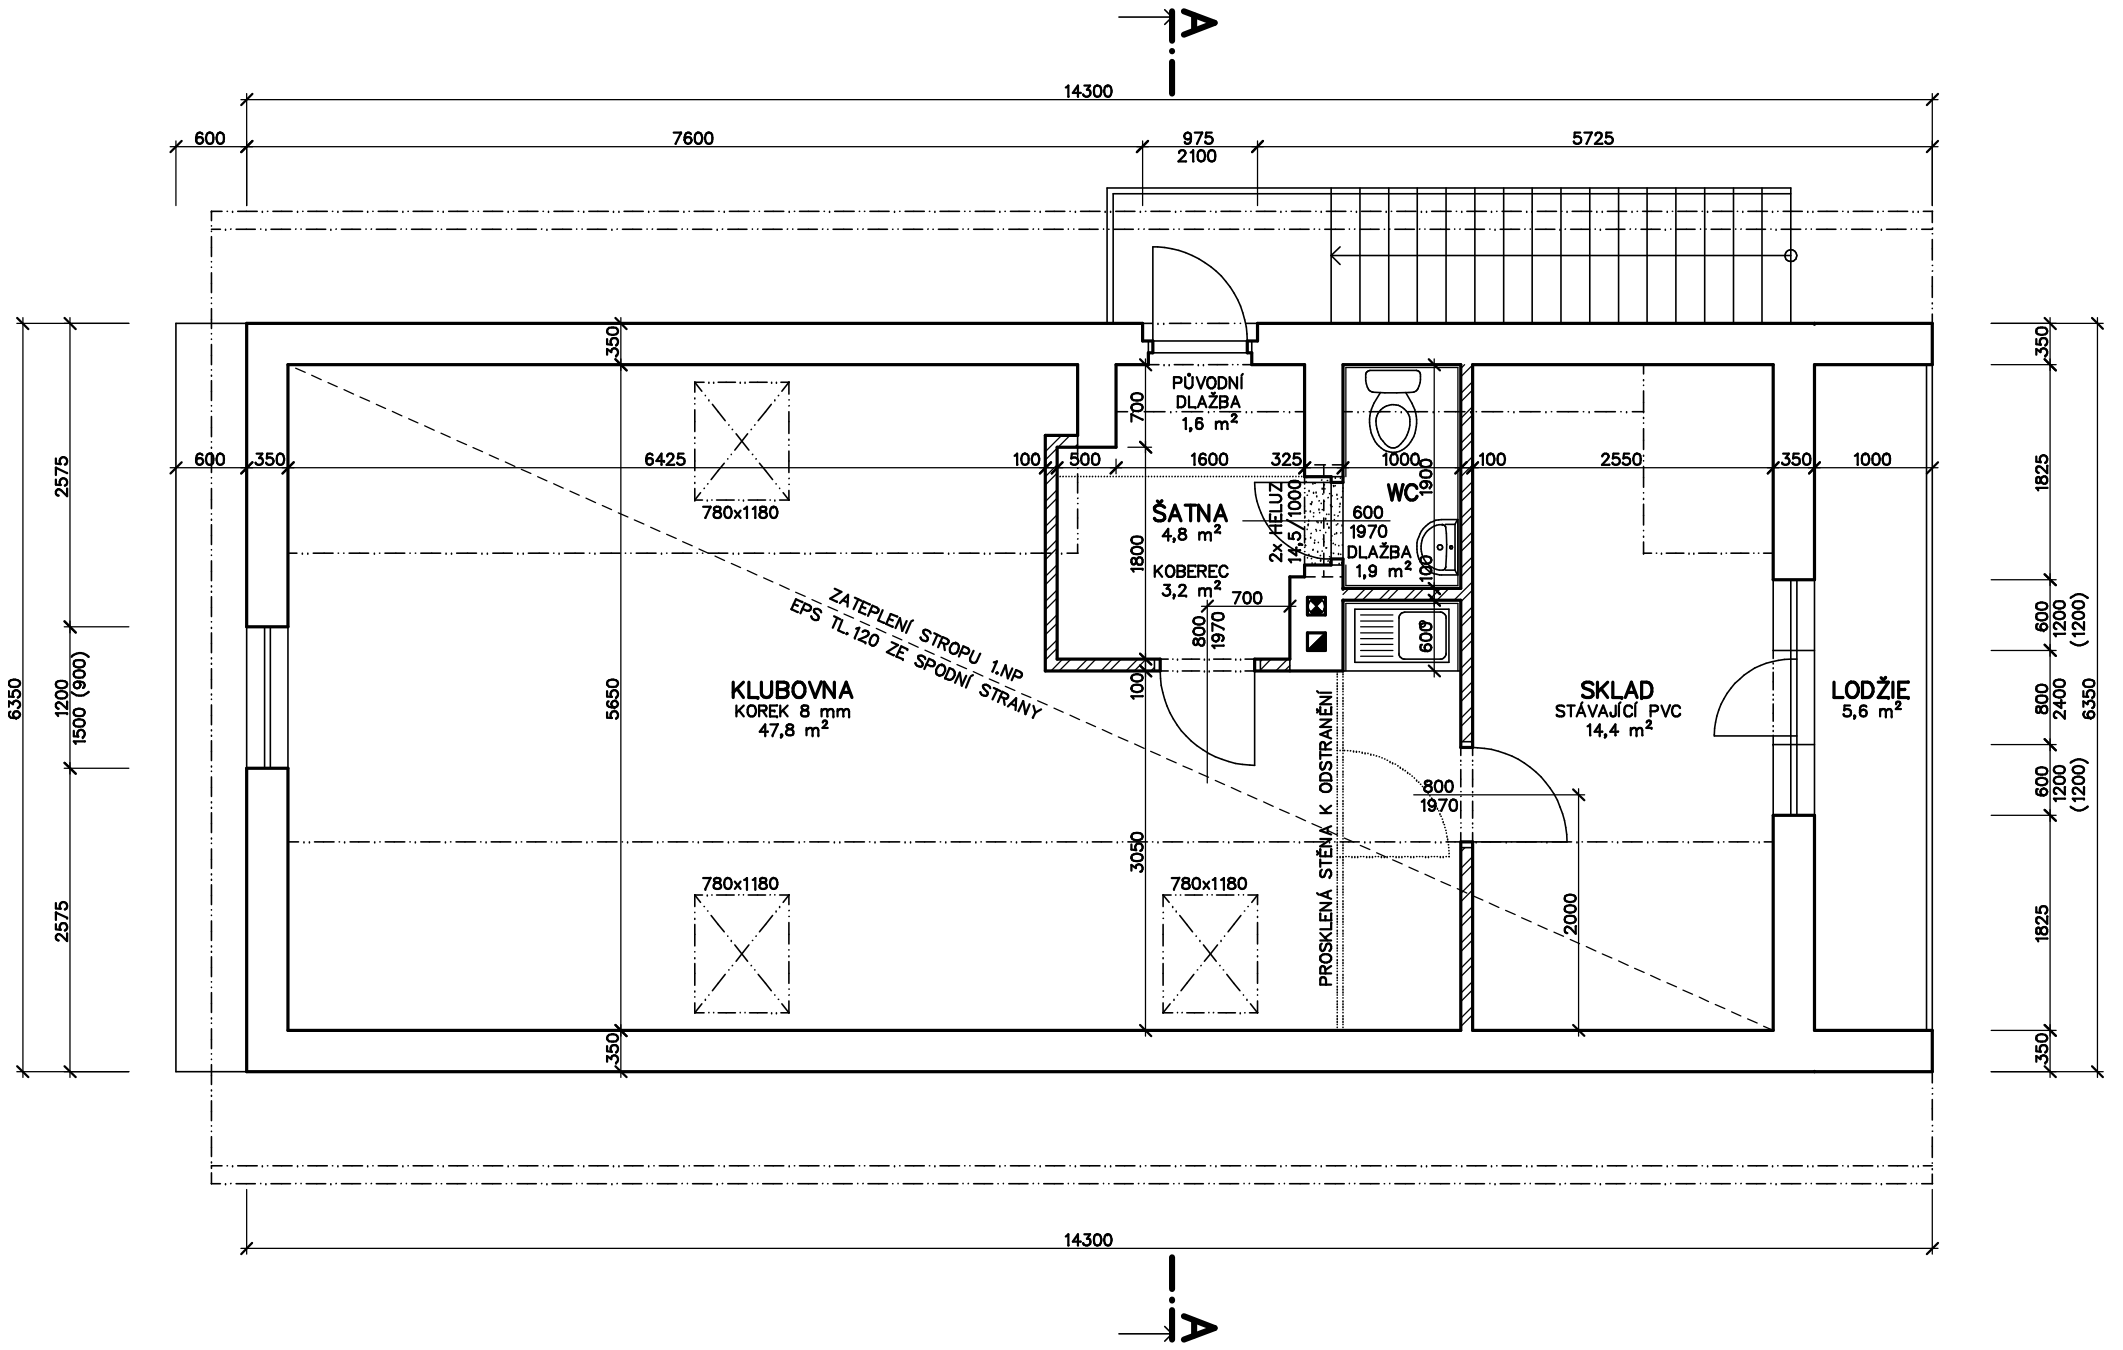 A
14300
600
7600
975
5725
2100
350
PŮVODNÍ
DLAŽBA
1,6 m²
700
600
350
6425
100
500
1600
325
1000
100
2550
350
1000
780x1180
2575
6350
1200
1500 (900)
2575
ŠATNA
4,8 m²
KOBEREC
3,2 m²
1800
2x HELUZ
14,5/ 1000
WC
1900
600
1970
DLAŽBA
1,9 m²
100
700
800
1970
600
ZATEPLENÍ STROPU 1.NP
EPS TL.120 ZE SPODNÍ STRANY
KLUBOVNA
KOREK 8 mm
47,8 m²
5650
100
3050
PROSKLENÁ STĚNA K ODSTRANĚNÍ
SKLAD
STÁVAJÍCÍ PVC
14,4 m²
LODŽIE
5,6 m²
800
1970
2000
780x1180
780x1180
350
350
1825
600
1200
(1200)
800
2400
600
1200
(1200)
1825
350
6350
14300
A